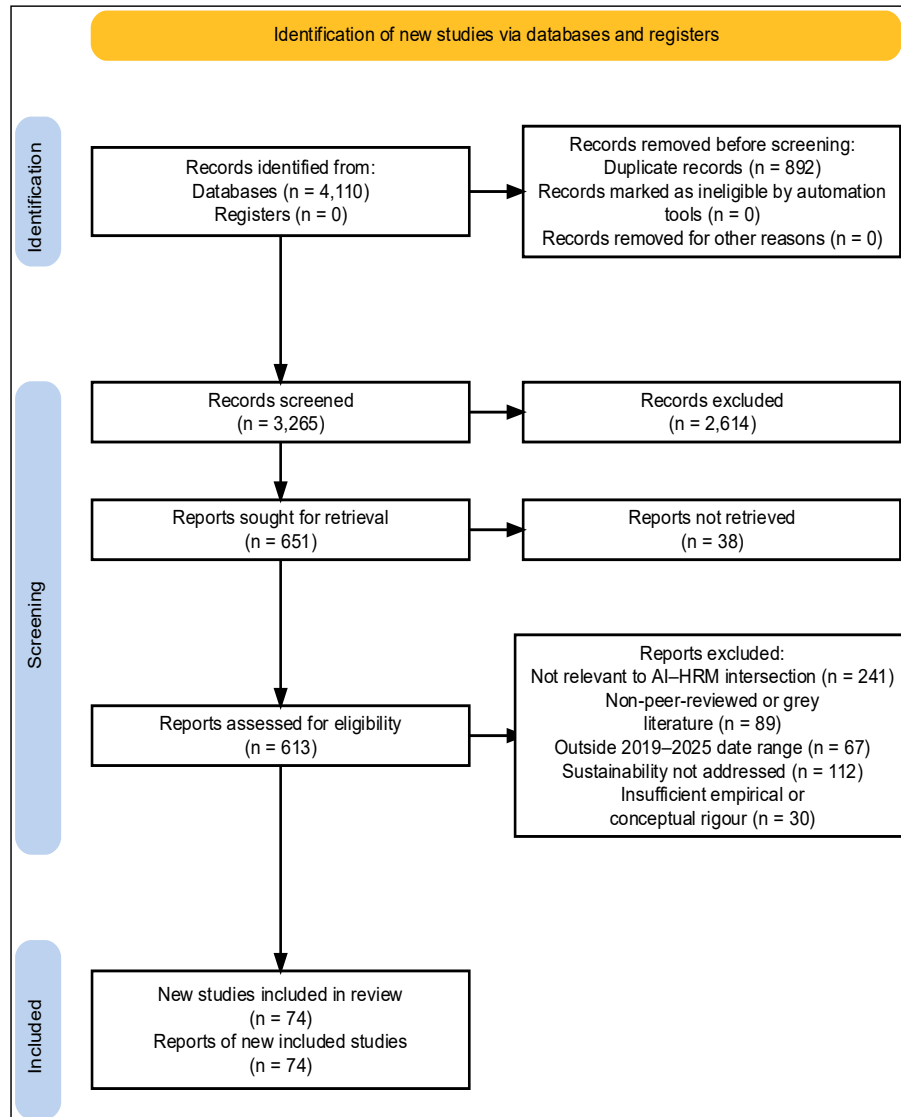 Identification of new studies via databases and registers
Identification
Records identified from:
Databases (n = 4,110)
Registers (n = 0)
Records removed before screening:
Duplicate records (n = 892)
Records marked as ineligible by automation
tools (n = 0)
Records removed for other reasons (n = 0)
Screening
Records screened
(n = 3,265)
Records excluded
(n = 2,614)
Reports sought for retrieval
(n = 651)
Reports not retrieved
(n = 38)
Reports assessed for eligibility
(n = 613)
Reports excluded:
Not relevant to AI–HRM intersection (n = 241)
Non-peer-reviewed or grey
literature (n = 89)
Outside 2019–2025 date range (n = 67)
Sustainability not addressed (n = 112)
Insufficient empirical or
conceptual rigour (n = 30)
Included
New studies included in review
(n = 74)
Reports of new included studies
(n = 74)